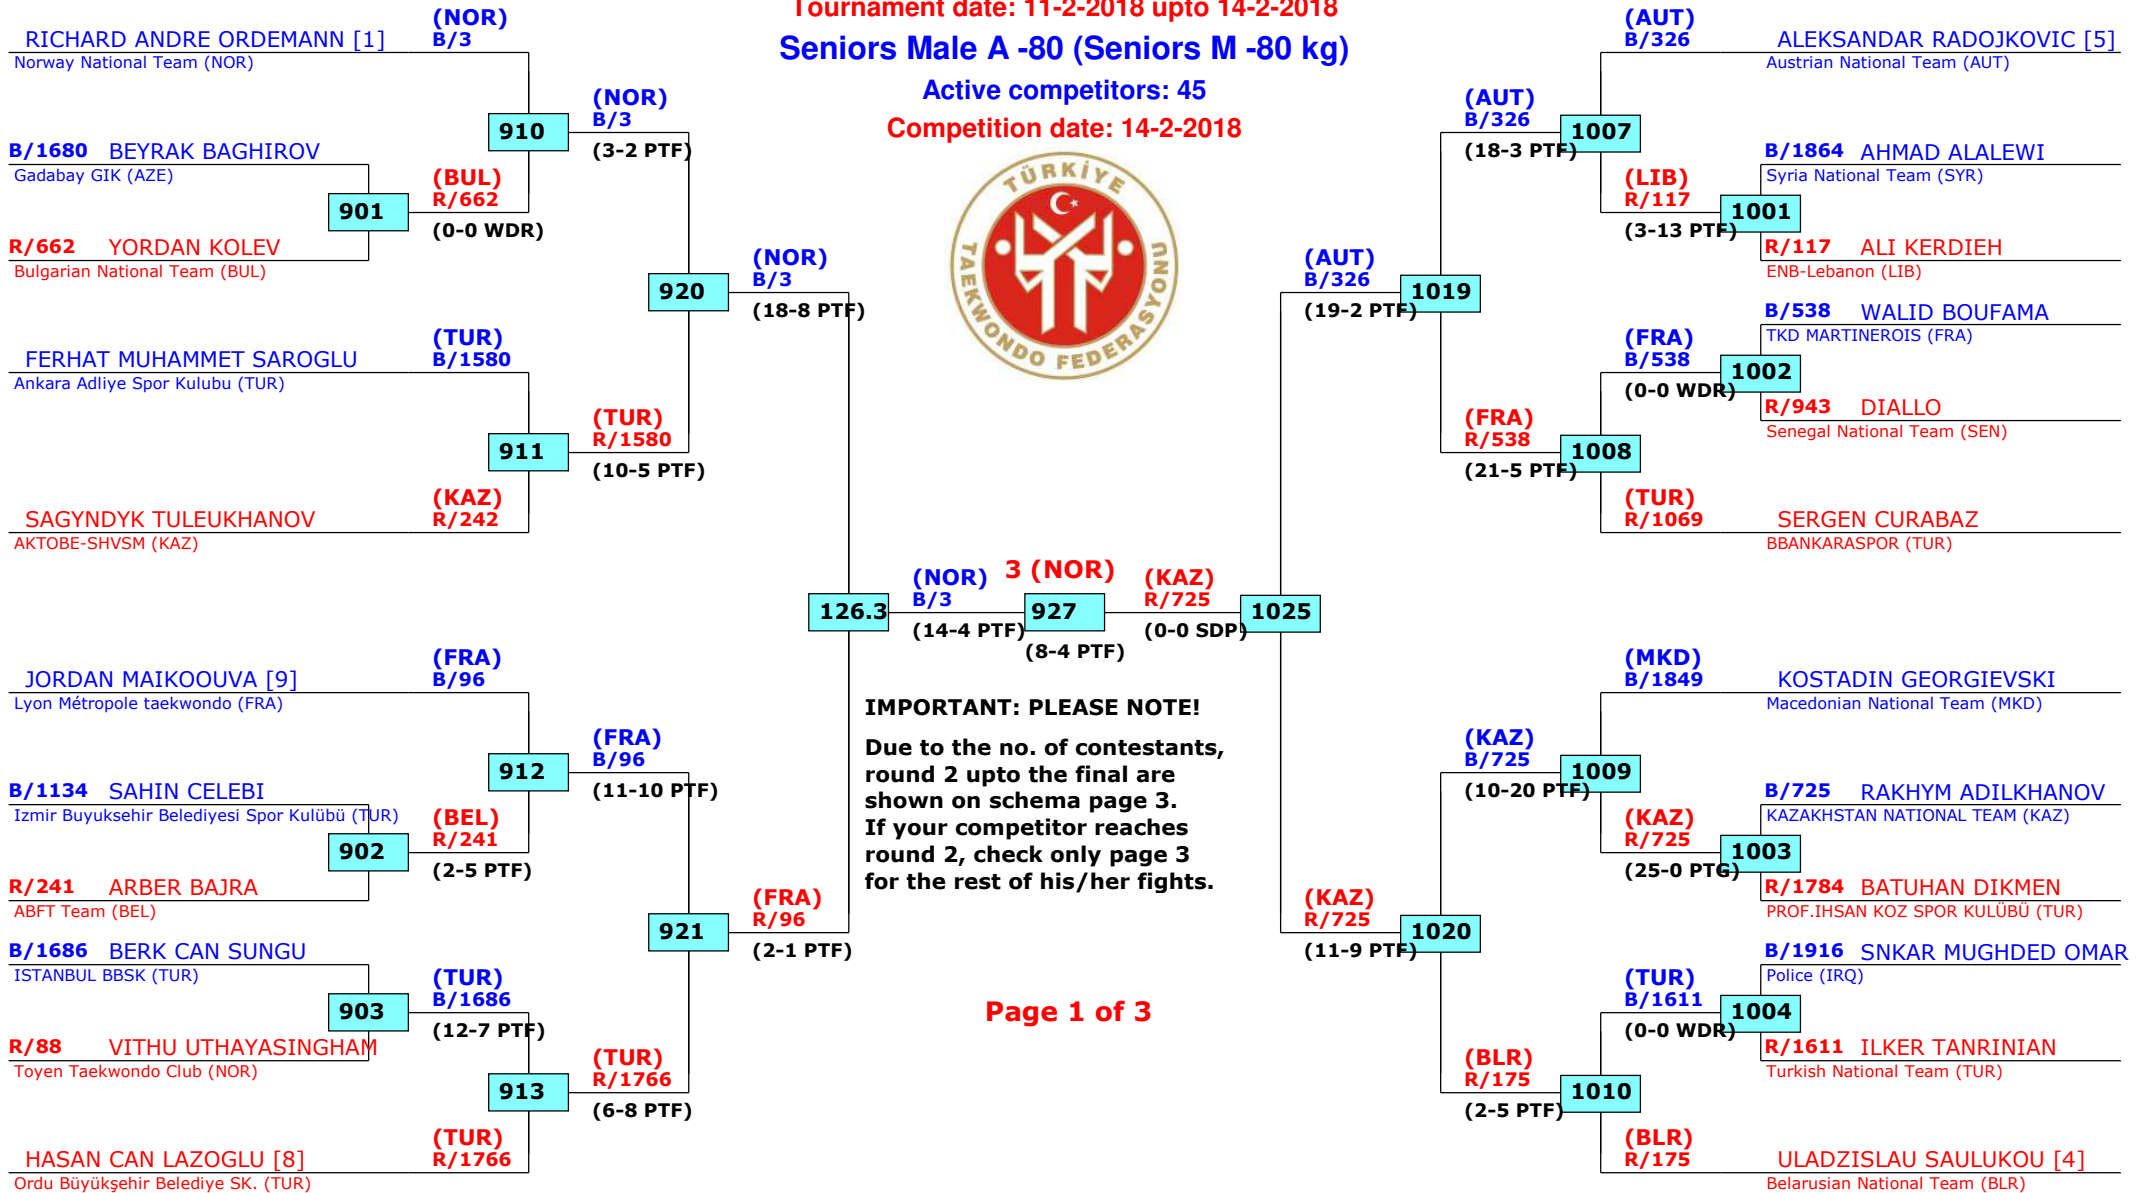 Tournament date: 11-2-2018 upto 14-2-2018
Seniors Male A -80 (Seniors M -80 kg)
Active competitors: 45
Competition date: 14-2-2018
TÜRKİYE
TAEKWONDO FEDERASYONU
RICHARD ANDRE ORDEMANN [1]
Norway National Team (NOR)
(NOR)
B/3
B/1680 BEYRAK BAGHIROV
Gadabay GIK (AZE)
901
R/662 YORDAN KOLEV
Bulgarian National Team (BUL)
(BUL)
R/662
(0-0 WDR)
910
(NOR)
B/3
(3-2 PTF)
FERHAT MUHAMMET SAROGLU
Ankara Adliye Spor Kulubu (TUR)
(TUR)
B/1580
911
SAGYNDYK TULEUKHANOV
AKTOBE-SHVSM (KAZ)
(KAZ)
R/242
(TUR)
R/1580
(10-5 PTF)
920
(NOR)
B/3
(18-8 PTF)
JORDAN MAIKOOUVA [9]
Lyon Métropole taekwondo (FRA)
(FRA)
B/96
B/1134 SAHIN CELEBI
Izmir Buyuksehir Belediyesi Spor Kulübü (TUR)
902
R/241 ARBER BAJRA
ABFT Team (BEL)
(BEL)
R/241
(2-5 PTF)
912
(FRA)
B/96
(11-10 PTF)
B/1686 BERK CAN SUNGU
ISTANBUL BBSK (TUR)
903
R/88 VITHU UTHAYASINGHAM
Toyen Taekwondo Club (NOR)
(TUR)
B/1686
(12-7 PTF)
913
HASAN CAN LAZOGLU [8]
Ordu Büyükşehir Belediye SK. (TUR)
(TUR)
R/1766
(TUR)
R/1766
(6-8 PTF)
921
(FRA)
R/96
(2-1 PTF)
126.3
(NOR)
B/3
(14-4 PTF)
3 (NOR)
927
(8-4 PTF)
(KAZ)
R/725
(0-0 SDP)
1025
IMPORTANT: PLEASE NOTE!
Due to the no. of contestants,
round 2 upto the final are
shown on schema page 3.
If your competitor reaches
round 2, check only page 3
for the rest of his/her fights.
Page 1 of 3
(AUT)
B/326
ALEKSANDAR RADOJKOVIC [5]
Austrian National Team (AUT)
(AUT)
B/326
(18-3 PTF)
1007
B/1864 AHMAD ALALEWI
Syria National Team (SYR)
(LIB)
R/117
(3-13 PTF)
1001
R/117 ALI KERDIEH
ENB-Lebanon (LIB)
(AUT)
B/326
(19-2 PTF)
1019
B/538 WALID BOUFAMA
TKD MARTINEROIS (FRA)
(FRA)
B/538
(0-0 WDR)
1002
R/943 DIALLO
Senegal National Team (SEN)
(FRA)
R/538
(21-5 PTF)
1008
(TUR)
R/1069
SERGEN CURABAZ
BBANKARASPOR (TUR)
(MKD)
B/1849
KOSTADIN GEORGIEVSKI
Macedonian National Team (MKD)
(KAZ)
B/725
(10-20 PTF)
1009
B/725 RAKHYM ADILKHANOV
KAZAKHSTAN NATIONAL TEAM (KAZ)
(KAZ)
R/725
(25-0 PTG)
1003
R/1784 BATUHAN DIKMEN
PROF.IHSAN KOZ SPOR KULÜBÜ (TUR)
(KAZ)
R/725
(11-9 PTF)
1020
B/1916 SNKAR MUGHDED OMAR
Police (IRQ)
(TUR)
B/1611
(0-0 WDR)
1004
R/1611 ILKER TANRINIAN
Turkish National Team (TUR)
(BLR)
R/175
(2-5 PTF)
1010
(BLR)
R/175
ULADZISLAU SAULUKOU [4]
Belarusian National Team (BLR)